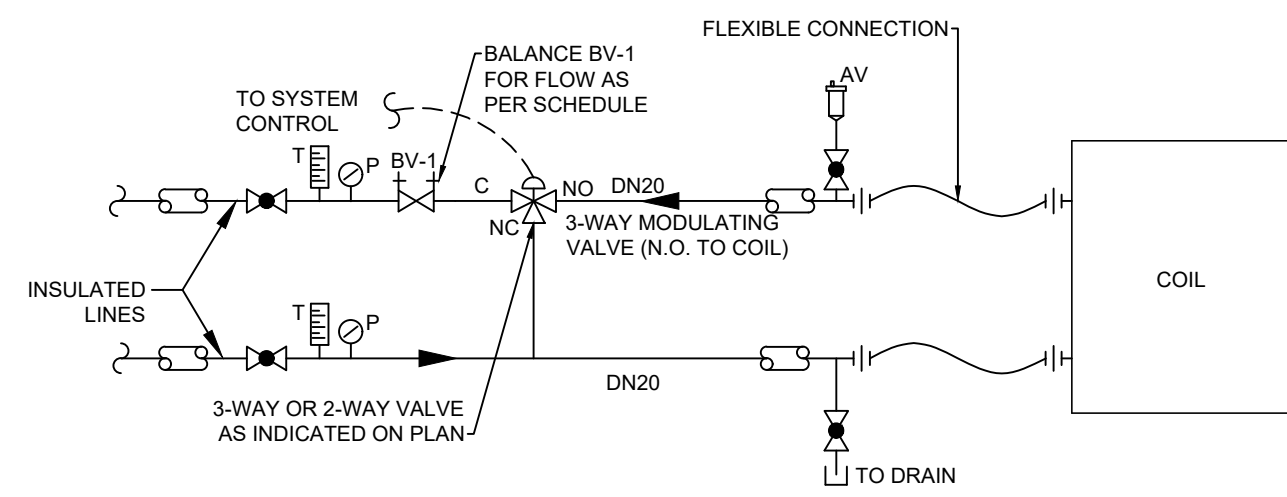 FLEXIBLE CONNECTION
BALANCE BV-1
FOR FLOW AS
PER SCHEDULE
AV
TO SYSTEM
CONTROL
T
P
BV-1
C
NO
DN20
NC
3-WAY MODULATING
VALVE (N.O. TO COIL)
COIL
INSULATED
LINES
T
P
DN20
3-WAY OR 2-WAY VALVE
AS INDICATED ON PLAN
TO DRAIN